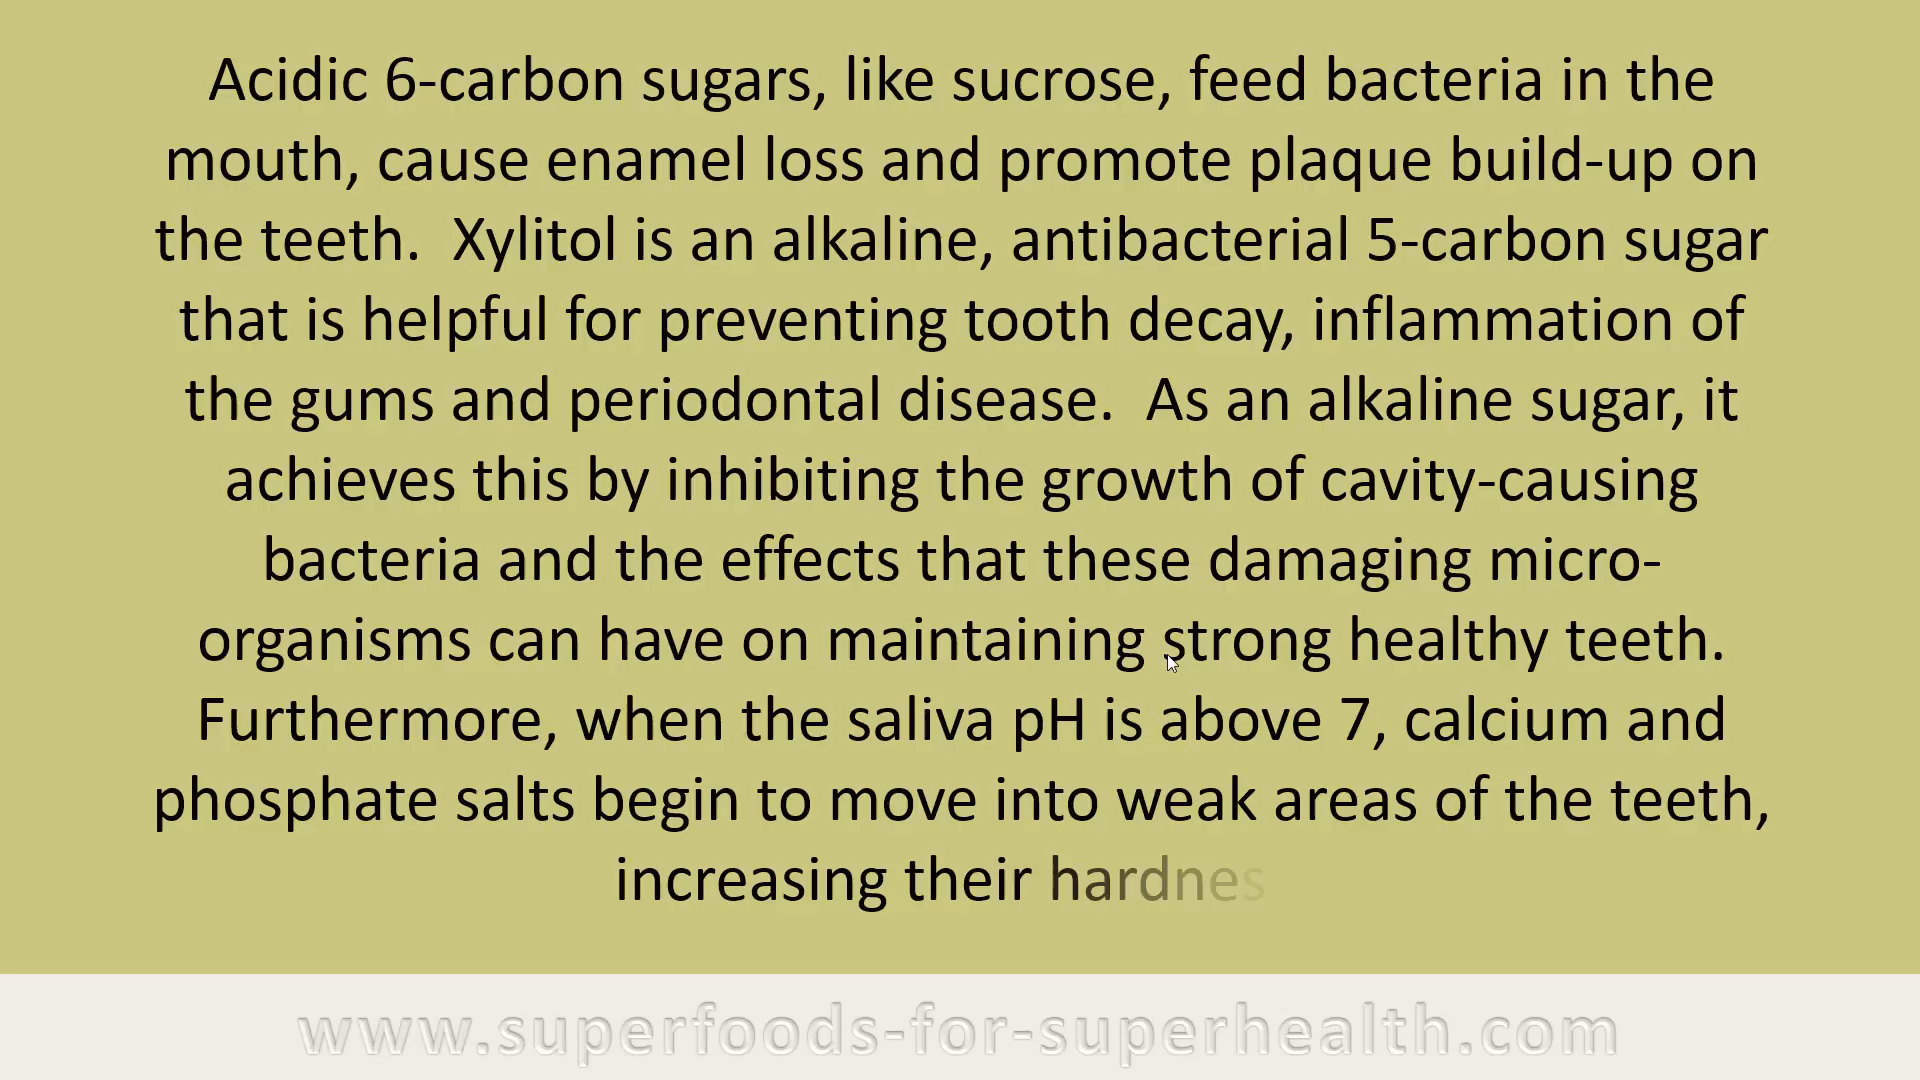 Acidic 6-carbon sugars, like sucrose, feed bacteria in the
mouth, cause enamel loss and promote plaque build-up on
the teeth.  Xylitol is an alkaline, antibacterial 5-carbon sugar
that is helpful for preventing tooth decay, inflammation of
the gums and periodontal disease.  As an alkaline sugar, it
achieves this by inhibiting the growth of cavity-causing
bacteria and the effects that these damaging micro-
organisms can have on maintaining strong healthy teeth.
Furthermore, when the saliva pH is above 7, calcium and
phosphate salts begin to move into weak areas of the teeth,
increasing their hardnes
www.superfoods-for-superhealth.com